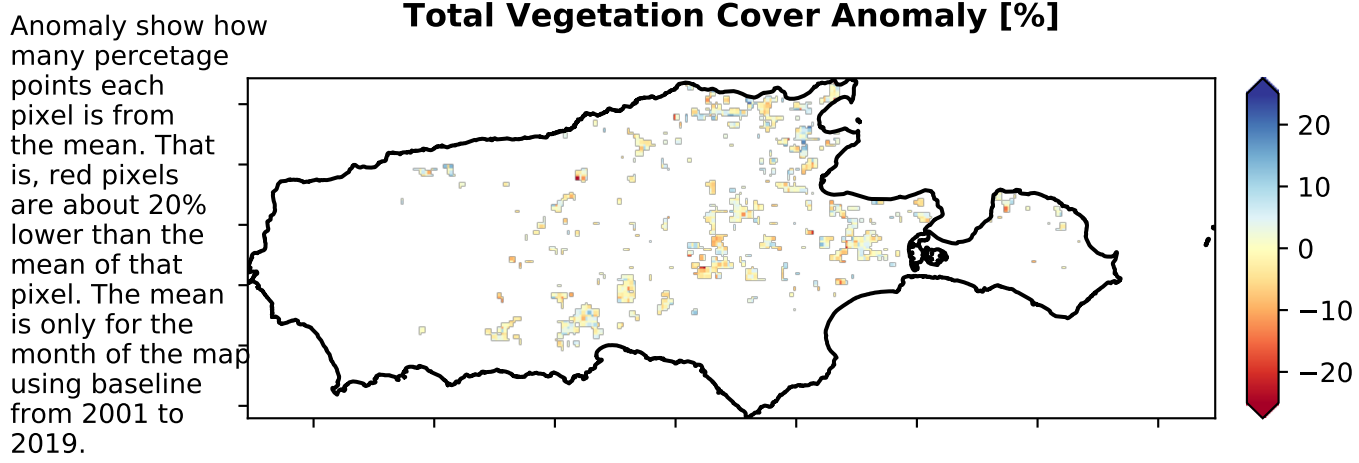 Total Vegetation Cover Anomaly [%]
Anomaly show how
many percetage
points each
pixel is from
the mean. That
is, red pixels
are about 20%
lower than the
mean of that
pixel. The mean
is only for the
month of the map
using baseline
from 2001 to
2019.
20
10
0
−10
−20